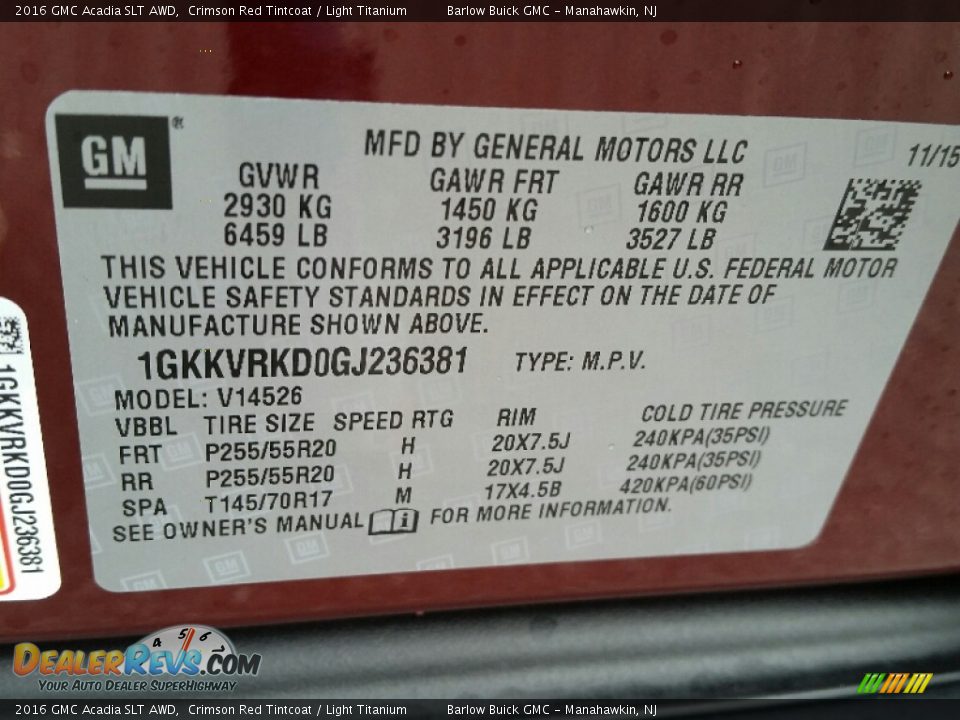 2016 GMC Acadia SLT AWD, Crimson Red Tintcoat / Light Titanium Barlow Buick GMC - Manahawkin, NJ
GM®
MFD BY GENERAL MOTORS LLC 11/15
GVWR GAWR FRT GAWR RR
2930 KG 1450 KG 1600 KG
6459 LB 3196 LB 3527 LB
THIS VEHICLE CONFORMS TO ALL APPLICABLE U.S. FEDERAL MOTOR
VEHICLE SAFETY STANDARDS IN EFFECT ON THE DATE OF
MANUFACTURE SHOWN ABOVE.
1GKKVRKD0GJ236381 TYPE: M.P.V.
MODEL: V14526
VBBL TIRE SIZE SPEED RTG RIM COLD TIRE PRESSURE
FRT P255/55R20 H 20X7.5J 240KPA(35PSI)
RR P255/55R20 H 20X7.5J 240KPA(35PSI)
SPA T145/70R17 M 17X4.5B 420KPA(60PSI)
SEE OWNER'S MANUAL FOR MORE INFORMATION.
1GKKVRKD0GJ236381
4 5 6
DEALERREVS.COM
YOUR AUTO DEALER SUPERHIGHWAY
2016 GMC Acadia SLT AWD, Crimson Red Tintcoat / Light Titanium Barlow Buick GMC - Manahawkin, NJ